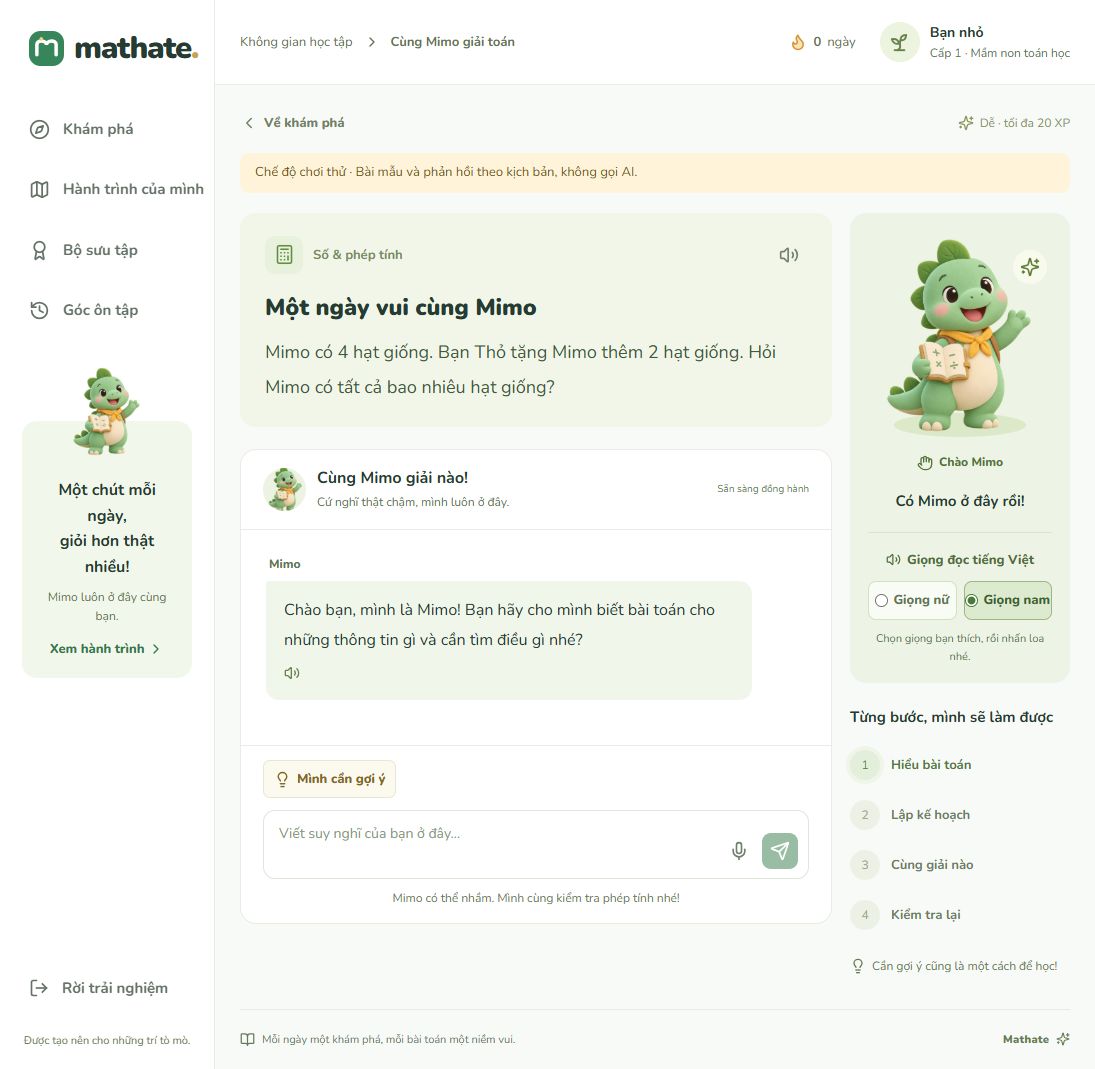 mathate.
Khám phá
Hành trình của mình
Bộ sưu tập
Góc ôn tập
Một chút mỗi
ngày,
giỏi hơn thật
nhiều!
Mimo luôn ở đây cùng
bạn.
Xem hành trình
Rời trải nghiệm
Được tạo nên cho những trí tò mò.
Không gian học tập > Cùng Mimo giải toán
0 ngày
Bạn nhỏ
Cấp 1 · Mầm non toán học
Về khám phá
Dễ · tối đa 20 XP
Chế độ chơi thử · Bài mẫu và phản hồi theo kịch bản, không gọi AI.
Số & phép tính
Một ngày vui cùng Mimo
Mimo có 4 hạt giống. Bạn Thỏ tặng Mimo thêm 2 hạt giống. Hỏi
Mimo có tất cả bao nhiêu hạt giống?
Cùng Mimo giải nào!
Cứ nghĩ thật chậm, mình luôn ở đây.
Sẵn sàng đồng hành
Mimo
Chào bạn, mình là Mimo! Bạn hãy cho mình biết bài toán cho
những thông tin gì và cần tìm điều gì nhé?
Mình cần gợi ý
Viết suy nghĩ của bạn ở đây...
Mimo có thể nhầm. Mình cùng kiểm tra phép tính nhé!
Chào Mimo
Có Mimo ở đây rồi!
Giọng đọc tiếng Việt
Giọng nữ
Giọng nam
Chọn giọng bạn thích, rồi nhấn loa
nhé.
Từng bước, mình sẽ làm được
1 Hiểu bài toán
2 Lập kế hoạch
3 Cùng giải nào
4 Kiểm tra lại
Cần gợi ý cũng là một cách để học!
Mỗi ngày một khám phá, mỗi bài toán một niềm vui.
Mathate